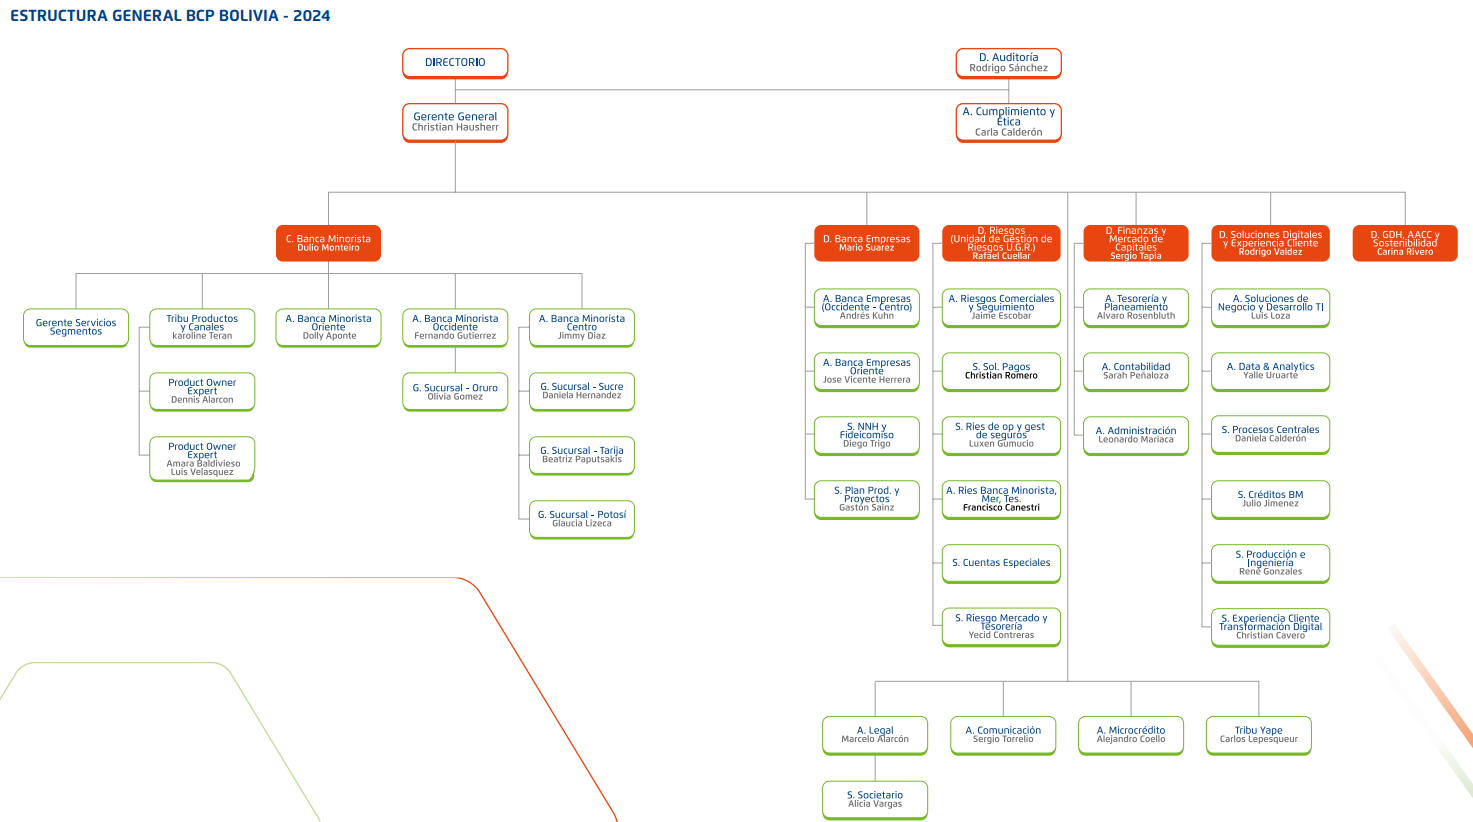 ESTRUCTURA GENERAL BCP BOLIVIA - 2024
DIRECTORIO
D. Auditoría
Rodrigo Sánchez
Gerente General
Christian Hausherr
A. Cumplimiento y
Ética
Carla Calderón
C. Banca Minorista
Dulio Monteiro
D. Banca Empresas
Mario Suarez
D. Riesgos
(Unidad de Gestión de
Riesgos U.G.R.)
Rafael Cuellar
D. Finanzas y
Mercado de
Capitales
Sergio Tapia
D. Soluciones Digitales
y Experiencia Cliente
Rodrigo Valdez
D. GDH, AACC y
Sostenibilidad
Carina Rivero
Gerente Servicios
Segmentos
Tribu Productos
y Canales
karoline Teran
Product Owner
Expert
Dennis Alarcon
Product Owner
Expert
Amara Baldivieso
Luis Velasquez
A. Banca Minorista
Oriente
Dolly Aponte
A. Banca Minorista
Occidente
Fernando Gutierrez
G. Sucursal - Oruro
Olivia Gomez
A. Banca Minorista
Centro
Jimmy Diaz
G. Sucursal - Sucre
Daniela Hernandez
G. Sucursal - Tarija
Beatriz Paputsakis
G. Sucursal - Potosí
Glaucia Lizeca
A. Banca Empresas
(Occidente - Centro)
Andrés Kuhn
A. Banca Empresas
Oriente
Jose Vicente Herrera
S. NNH y
Fideicomiso
Diego Trigo
S. Plan Prod. y
Proyectos
Gastón Sainz
A. Riesgos Comerciales
y Seguimiento
Jaime Escobar
S. Sol. Pagos
Christian Romero
S. Ries de op y gest
de seguros
Luxen Gumucio
A. Ries Banca Minorista,
Mer, Tes.
Francisco Canestri
S. Cuentas Especiales
S. Riesgo Mercado y
Tesorería
Yecid Contreras
A. Tesorería y
Planeamiento
Alvaro Rosenbluth
A. Contabilidad
Sarah Peñaloza
A. Administración
Leonardo Mariaca
A. Soluciones de
Negocio y Desarrollo TI
Luis Loza
A. Data & Analytics
Yalle Uruarte
S. Procesos Centrales
Daniela Calderón
S. Créditos BM
Julio Jimenez
S. Producción e
Ingeniería
René Gonzales
S. Experiencia Cliente
Transformación Digital
Christian Cavero
A. Legal
Marcelo Alarcón
A. Comunicación
Sergio Torrelio
A. Microcrédito
Alejandro Coello
Tribu Yape
Carlos Lepesqueur
S. Societario
Alicia Vargas